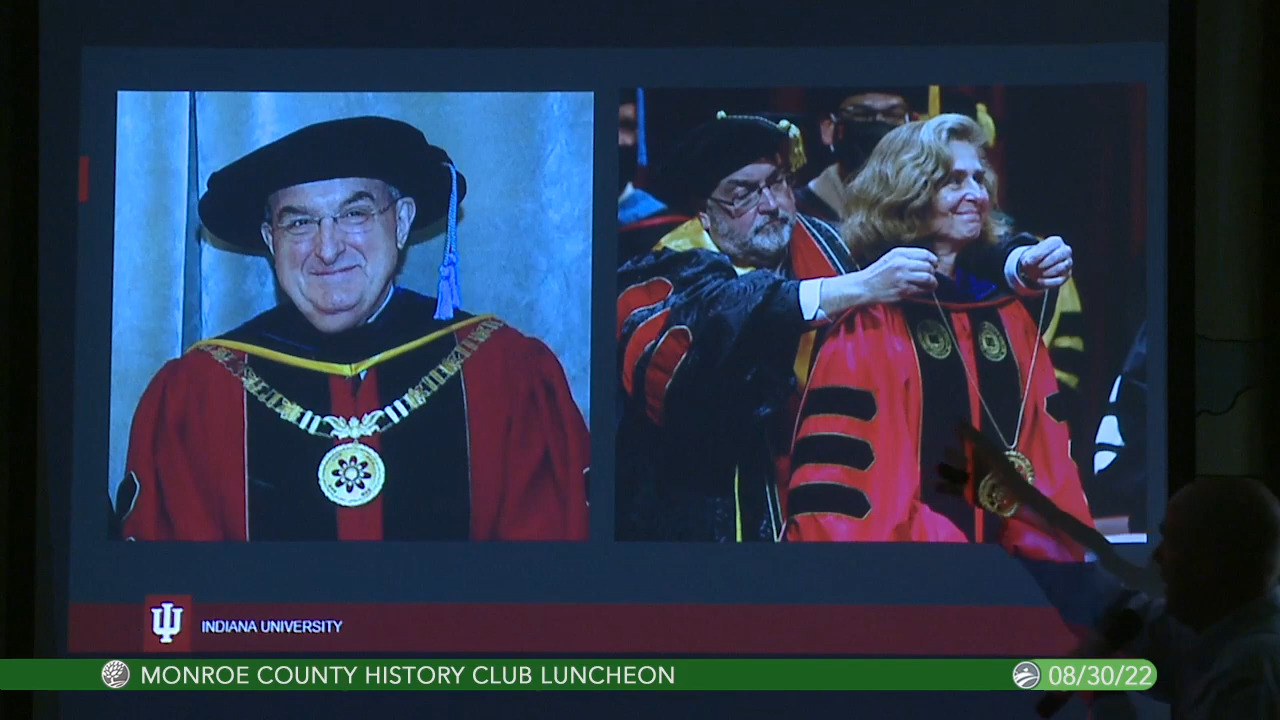 INDIANA UNIVERSITY
MONROE COUNTY HISTORY CLUB LUNCHEON
08/30/22